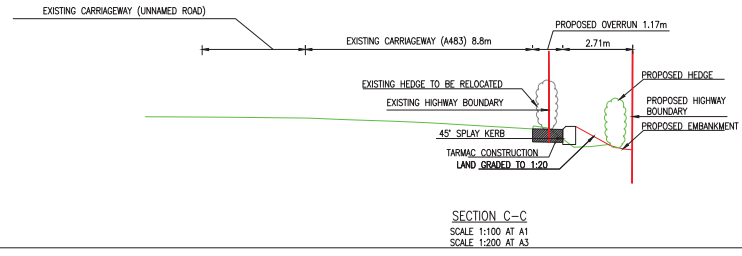 EXISTING CARRIAGEWAY (UNNAMED ROAD)
PROPOSED OVERRUN 1.17m
EXISTING CARRIAGEWAY (A483) 8.8m
2.71m
PROPOSED HEDGE
EXISTING HEDGE TO BE RELOCATED
EXISTING HIGHWAY BOUNDARY
PROPOSED HIGHWAY
BOUNDARY
PROPOSED EMBANKMENT
45° SPLAY KERB
TARMAC CONSTRUCTION
LAND GRADED TO 1:20
SECTION C-C
SCALE 1:100 AT A1
SCALE 1:200 AT A3